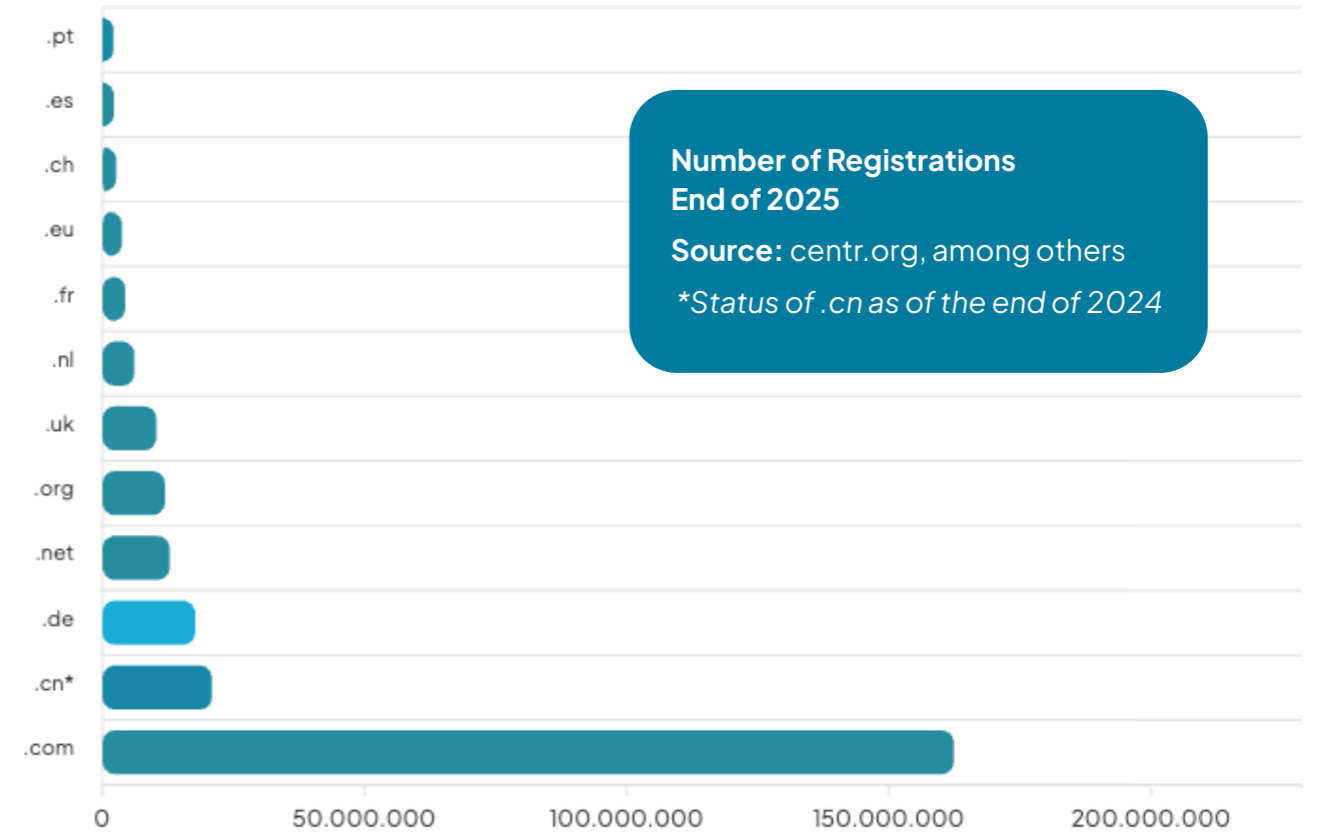 .pt
.es
.ch
.eu
.fr
.nl
.uk
.org
.net
.de
.cn*
.com
0
50.000.000
100.000.000
150.000.000
200.000.000
Number of Registrations
End of 2025
Source: centr.org, among others
*Status of .cn as of the end of 2024